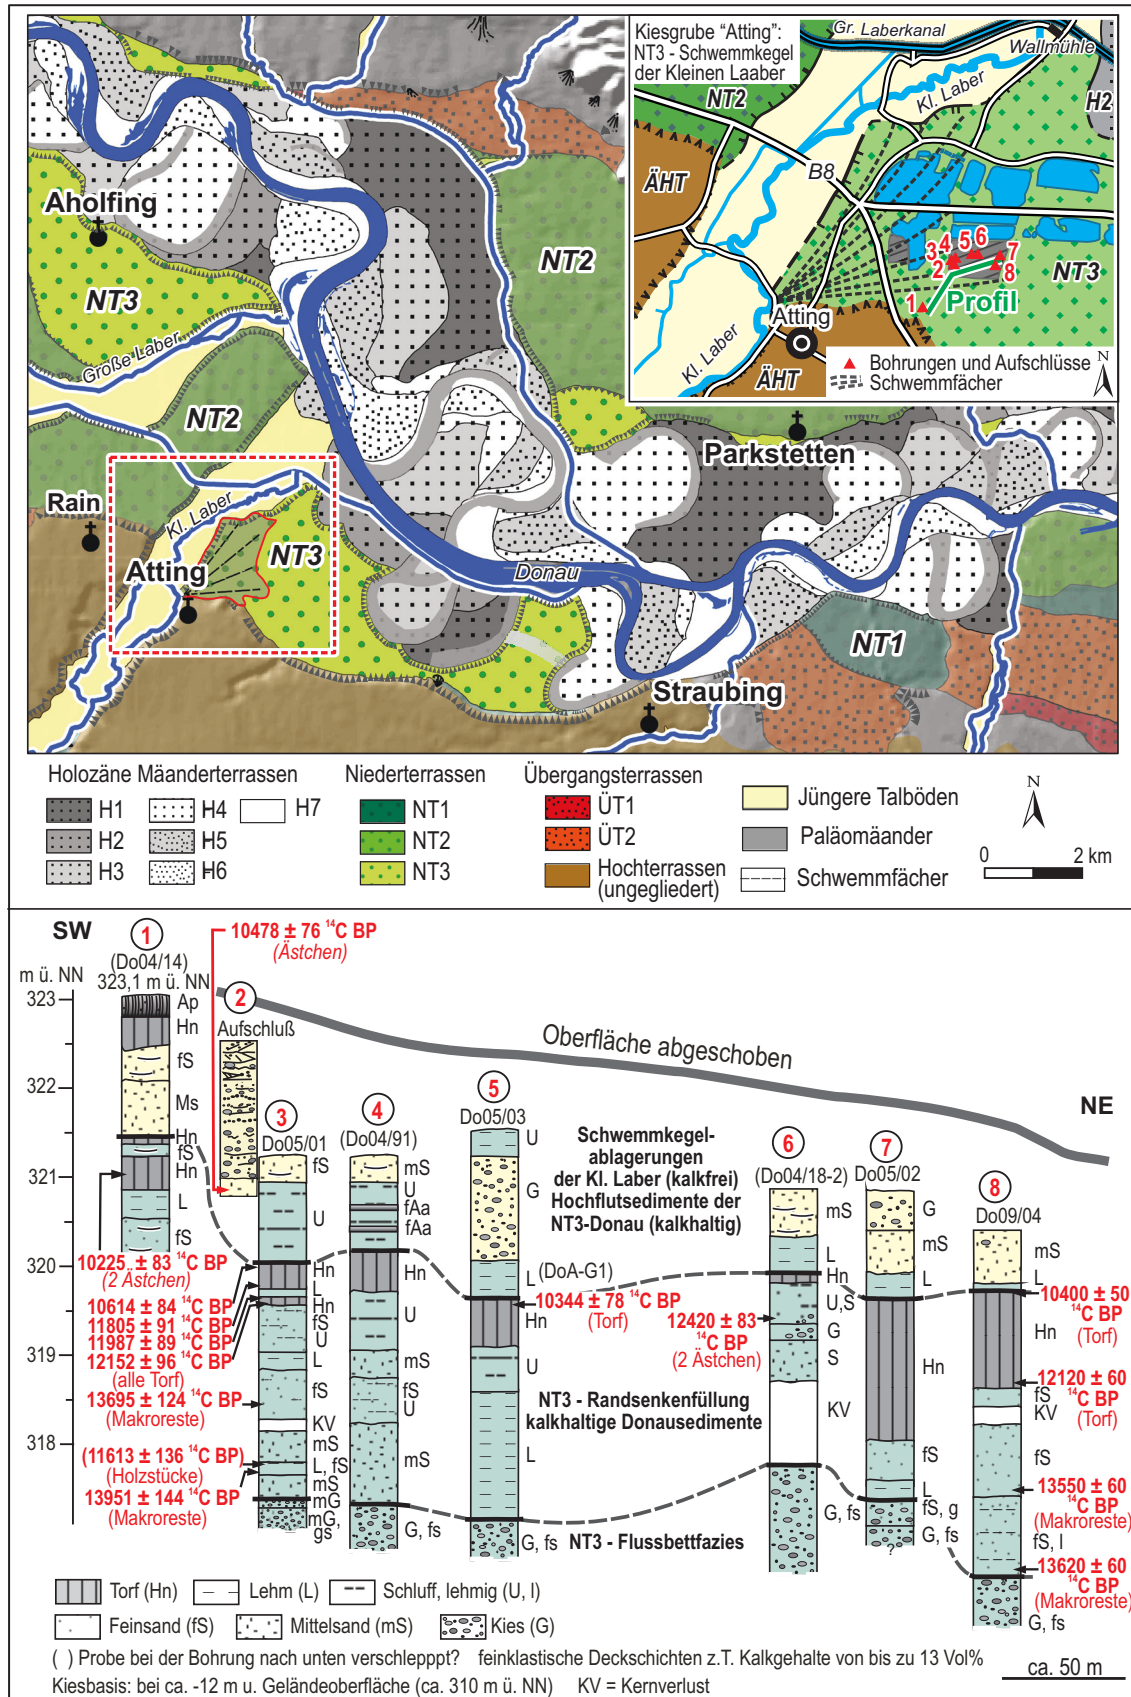 Kiesgrube "Atting":
NT3 - Schwemmkegel
der Kleinen Laaber
Gr. Laberkanal
Wallmühle
Kl. Laber
NT2
H2
B8
ÄHT
NT3
3
4
5
6
7
2
8
1
Profil
Atting
Kl. Laber
ÄHT
Bohrungen und Aufschlüsse
Schwemmfächer
N
Aholfing
NT3
NT2
Große Laber
NT2
Parkstetten
Rain
Kl. Laber
NT3
Atting
Donau
NT1
Straubing
Holozäne Mäanderterrassen
H1
H4
H7
H2
H5
H3
H6
Niederterrassen
NT1
NT2
NT3
Übergangsterrassen
ÜT1
ÜT2
Hochterrassen
(ungegliedert)
Jüngere Talböden
Paläomäander
Schwemmfächer
N
0 2 km
SW
NE
m ü. NN
323
322
321
320
319
318
1
(Do04/14)
323,1 m ü. NN
Ap
Hn
fS
Ms
Hn
fS
Hn
L
fS
10225 ± 83 ¹⁴C BP
(2 Ästchen)
10478 ± 76 ¹⁴C BP
(Ästchen)
2
Aufschluß
3
Do05/01
fS
U
Hn
L
Hn
fS
U
L
fS
KV
mS
L, fS
mS
mG
mG,
gs
10614 ± 84 ¹⁴C BP
11805 ± 91 ¹⁴C BP
11987 ± 89 ¹⁴C BP
12152 ± 96 ¹⁴C BP
(alle Torf)
13695 ± 124 ¹⁴C BP
(Makroreste)
(11613 ± 136 ¹⁴C BP)
(Holzstücke)
13951 ± 144 ¹⁴C BP
(Makroreste)
4
(Do04/91)
mS
U
fAa
fAa
Hn
U
mS
fS
U
mS
G, fs
Oberfläche abgeschoben
5
Do05/03
U
G
L
Hn
U
L
G, fs
(DoA-G1)
10344 ± 78 ¹⁴C BP
(Torf)
Schwemmkegel-
ablagerungen
der Kl. Laber (kalkfrei)
Hochflutsedimente der
NT3-Donau (kalkhaltig)
NT3 - Randsenkenfüllung
kalkhaltige Donausedimente
NT3 - Flussbettfazies
6
(Do04/18-2)
mS
L
Hn
U,S
G
S
KV
G, fs
12420 ± 83
¹⁴C BP
(2 Ästchen)
7
Do05/02
G
mS
L
Hn
fS
L
fS, g
G, fs
?
8
Do09/04
mS
L
Hn
fS
KV
fS
fS, l
G, fs
10400 ± 50
¹⁴C BP
(Torf)
12120 ± 60
¹⁴C BP
(Torf)
13550 ± 60
¹⁴C BP
(Makroreste)
13620 ± 60
¹⁴C BP
(Makroreste)
Torf (Hn)
Lehm (L)
Schluff, lehmig (U, l)
Feinsand (fS)
Mittelsand (mS)
Kies (G)
( ) Probe bei der Bohrung nach unten verschlepppt? feinklastische Deckschichten z.T. Kalkgehalte von bis zu 13 Vol%
Kiesbasis: bei ca. -12 m u. Geländeoberfläche (ca. 310 m ü. NN) KV = Kernverlust
ca. 50 m